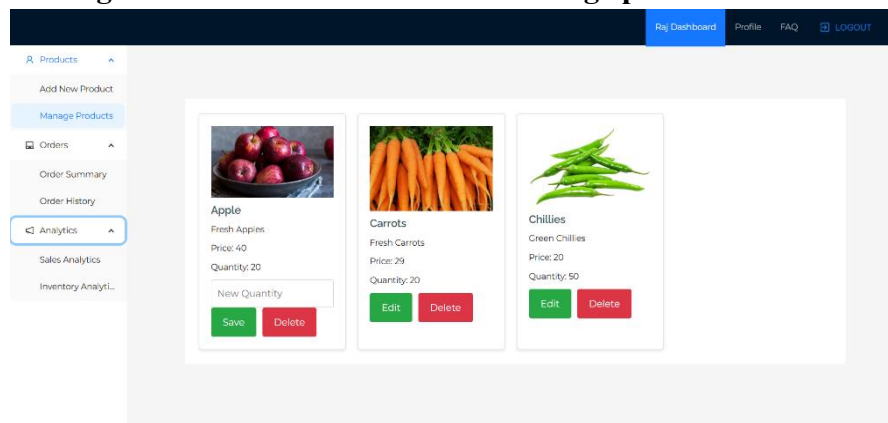 Raj Dashboard Profile FAQ LOGOUT
Products
Add New Product
Manage Products
Orders
Order Summary
Order History
Analytics
Sales Analytics
Inventory Analyti...
Apple
Fresh Apples
Price: 40
Quantity: 20
New Quantity
Save Delete
Carrots
Fresh Carrots
Price: 29
Quantity: 20
Edit Delete
Chillies
Green Chillies
Price: 20
Quantity: 50
Edit Delete